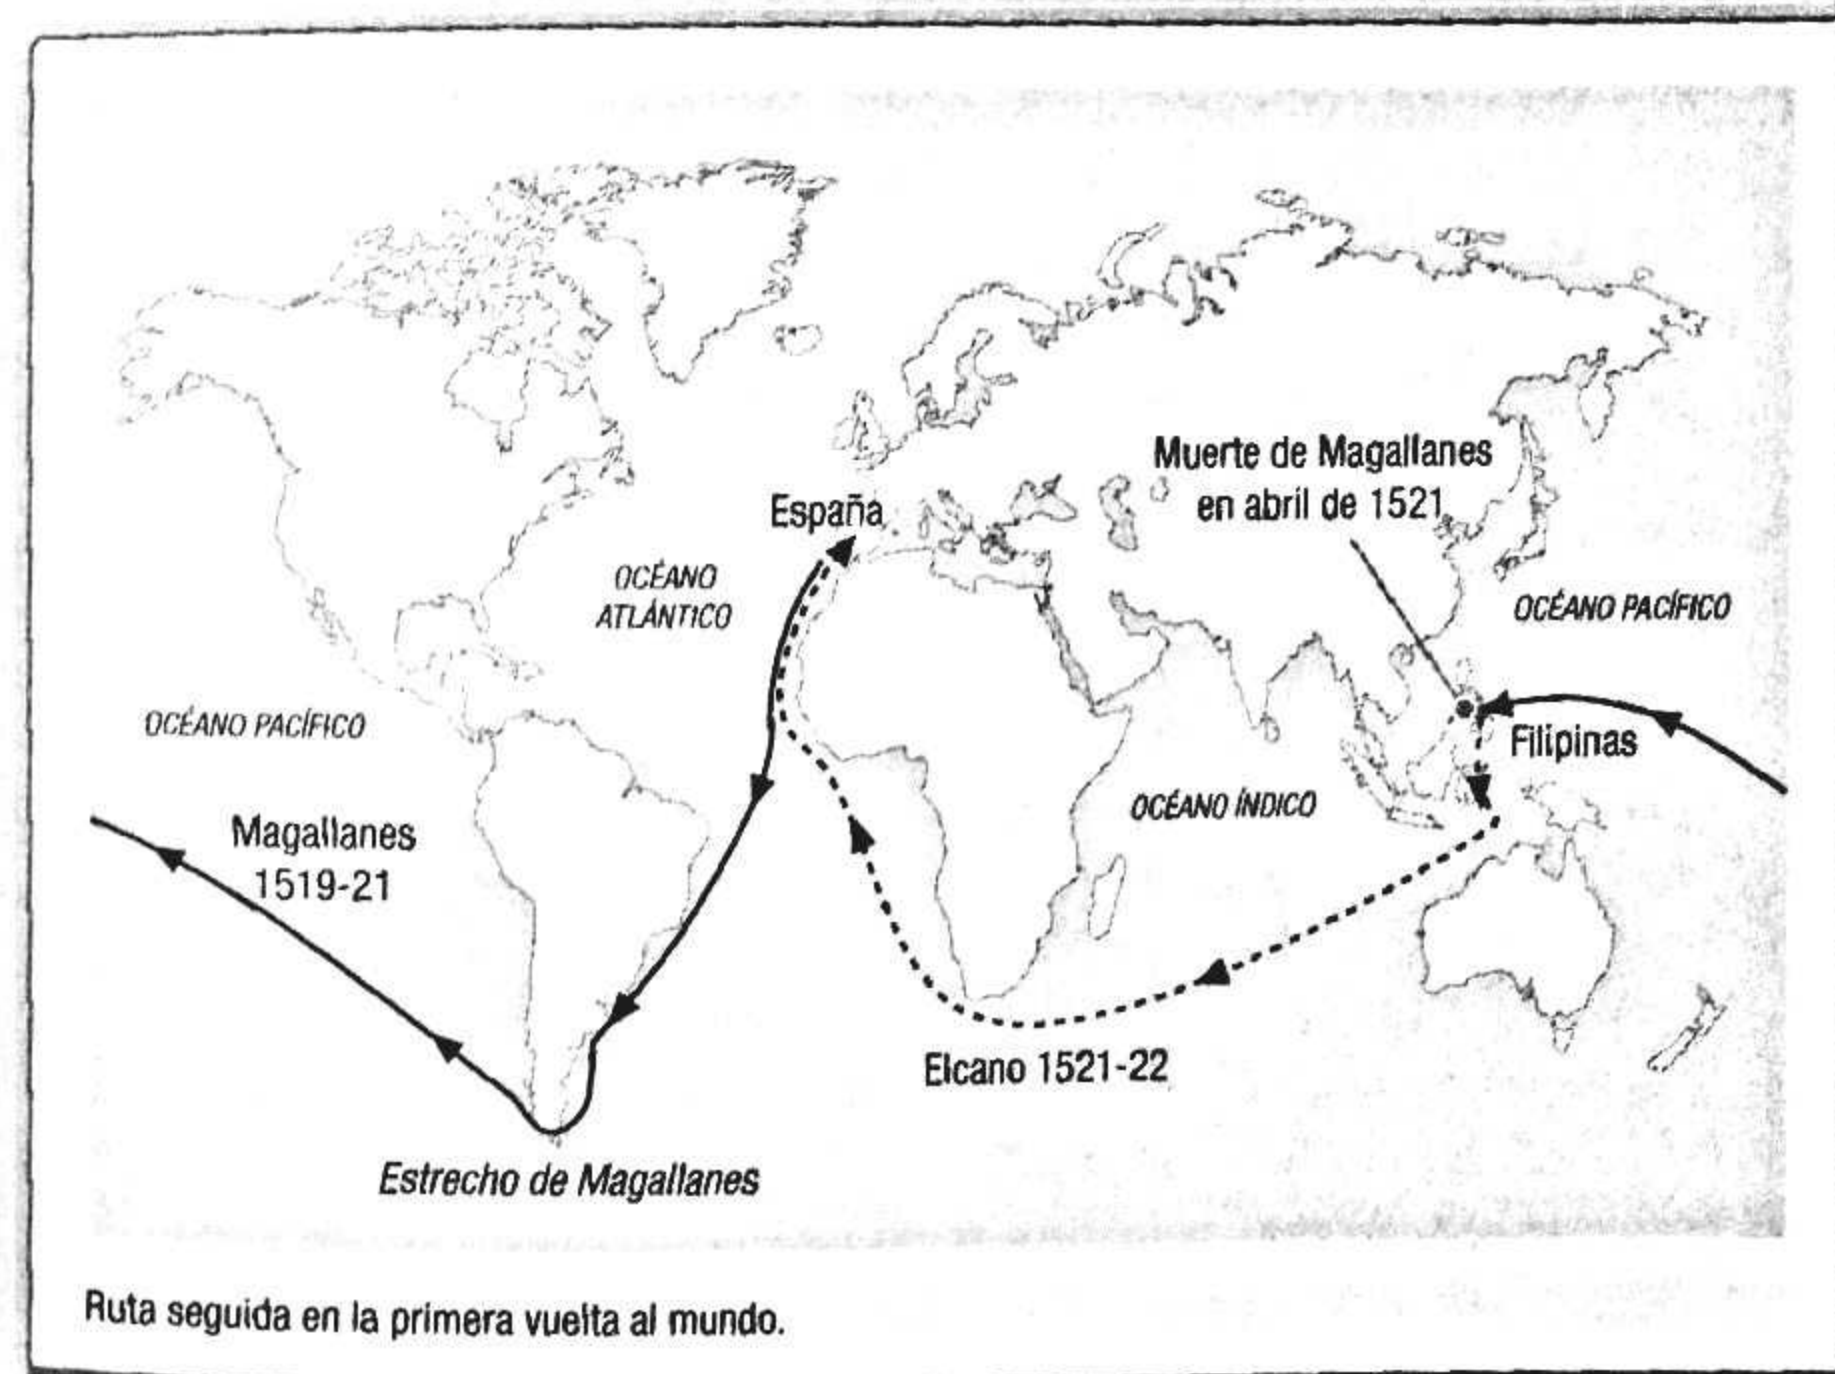 Muerte de Magallanes
en abril de 1521
España
OCÉANO
ATLÁNTICO
OCÉANO PACÍFICO
OCÉANO PACÍFICO
Filipinas
OCÉANO ÍNDICO
Magallanes
1519-21
Elcano 1521-22
Estrecho de Magallanes
Ruta seguida en la primera vuelta al mundo.